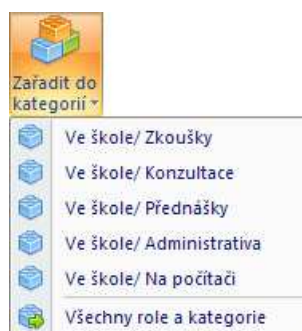 Zařadit do
kategorií
Ve škole/ Zkoušky
Ve škole/ Konzultace
Ve škole/ Přednášky
Ve škole/ Administrativa
Ve škole/ Na počítači
Všechny role a kategorie